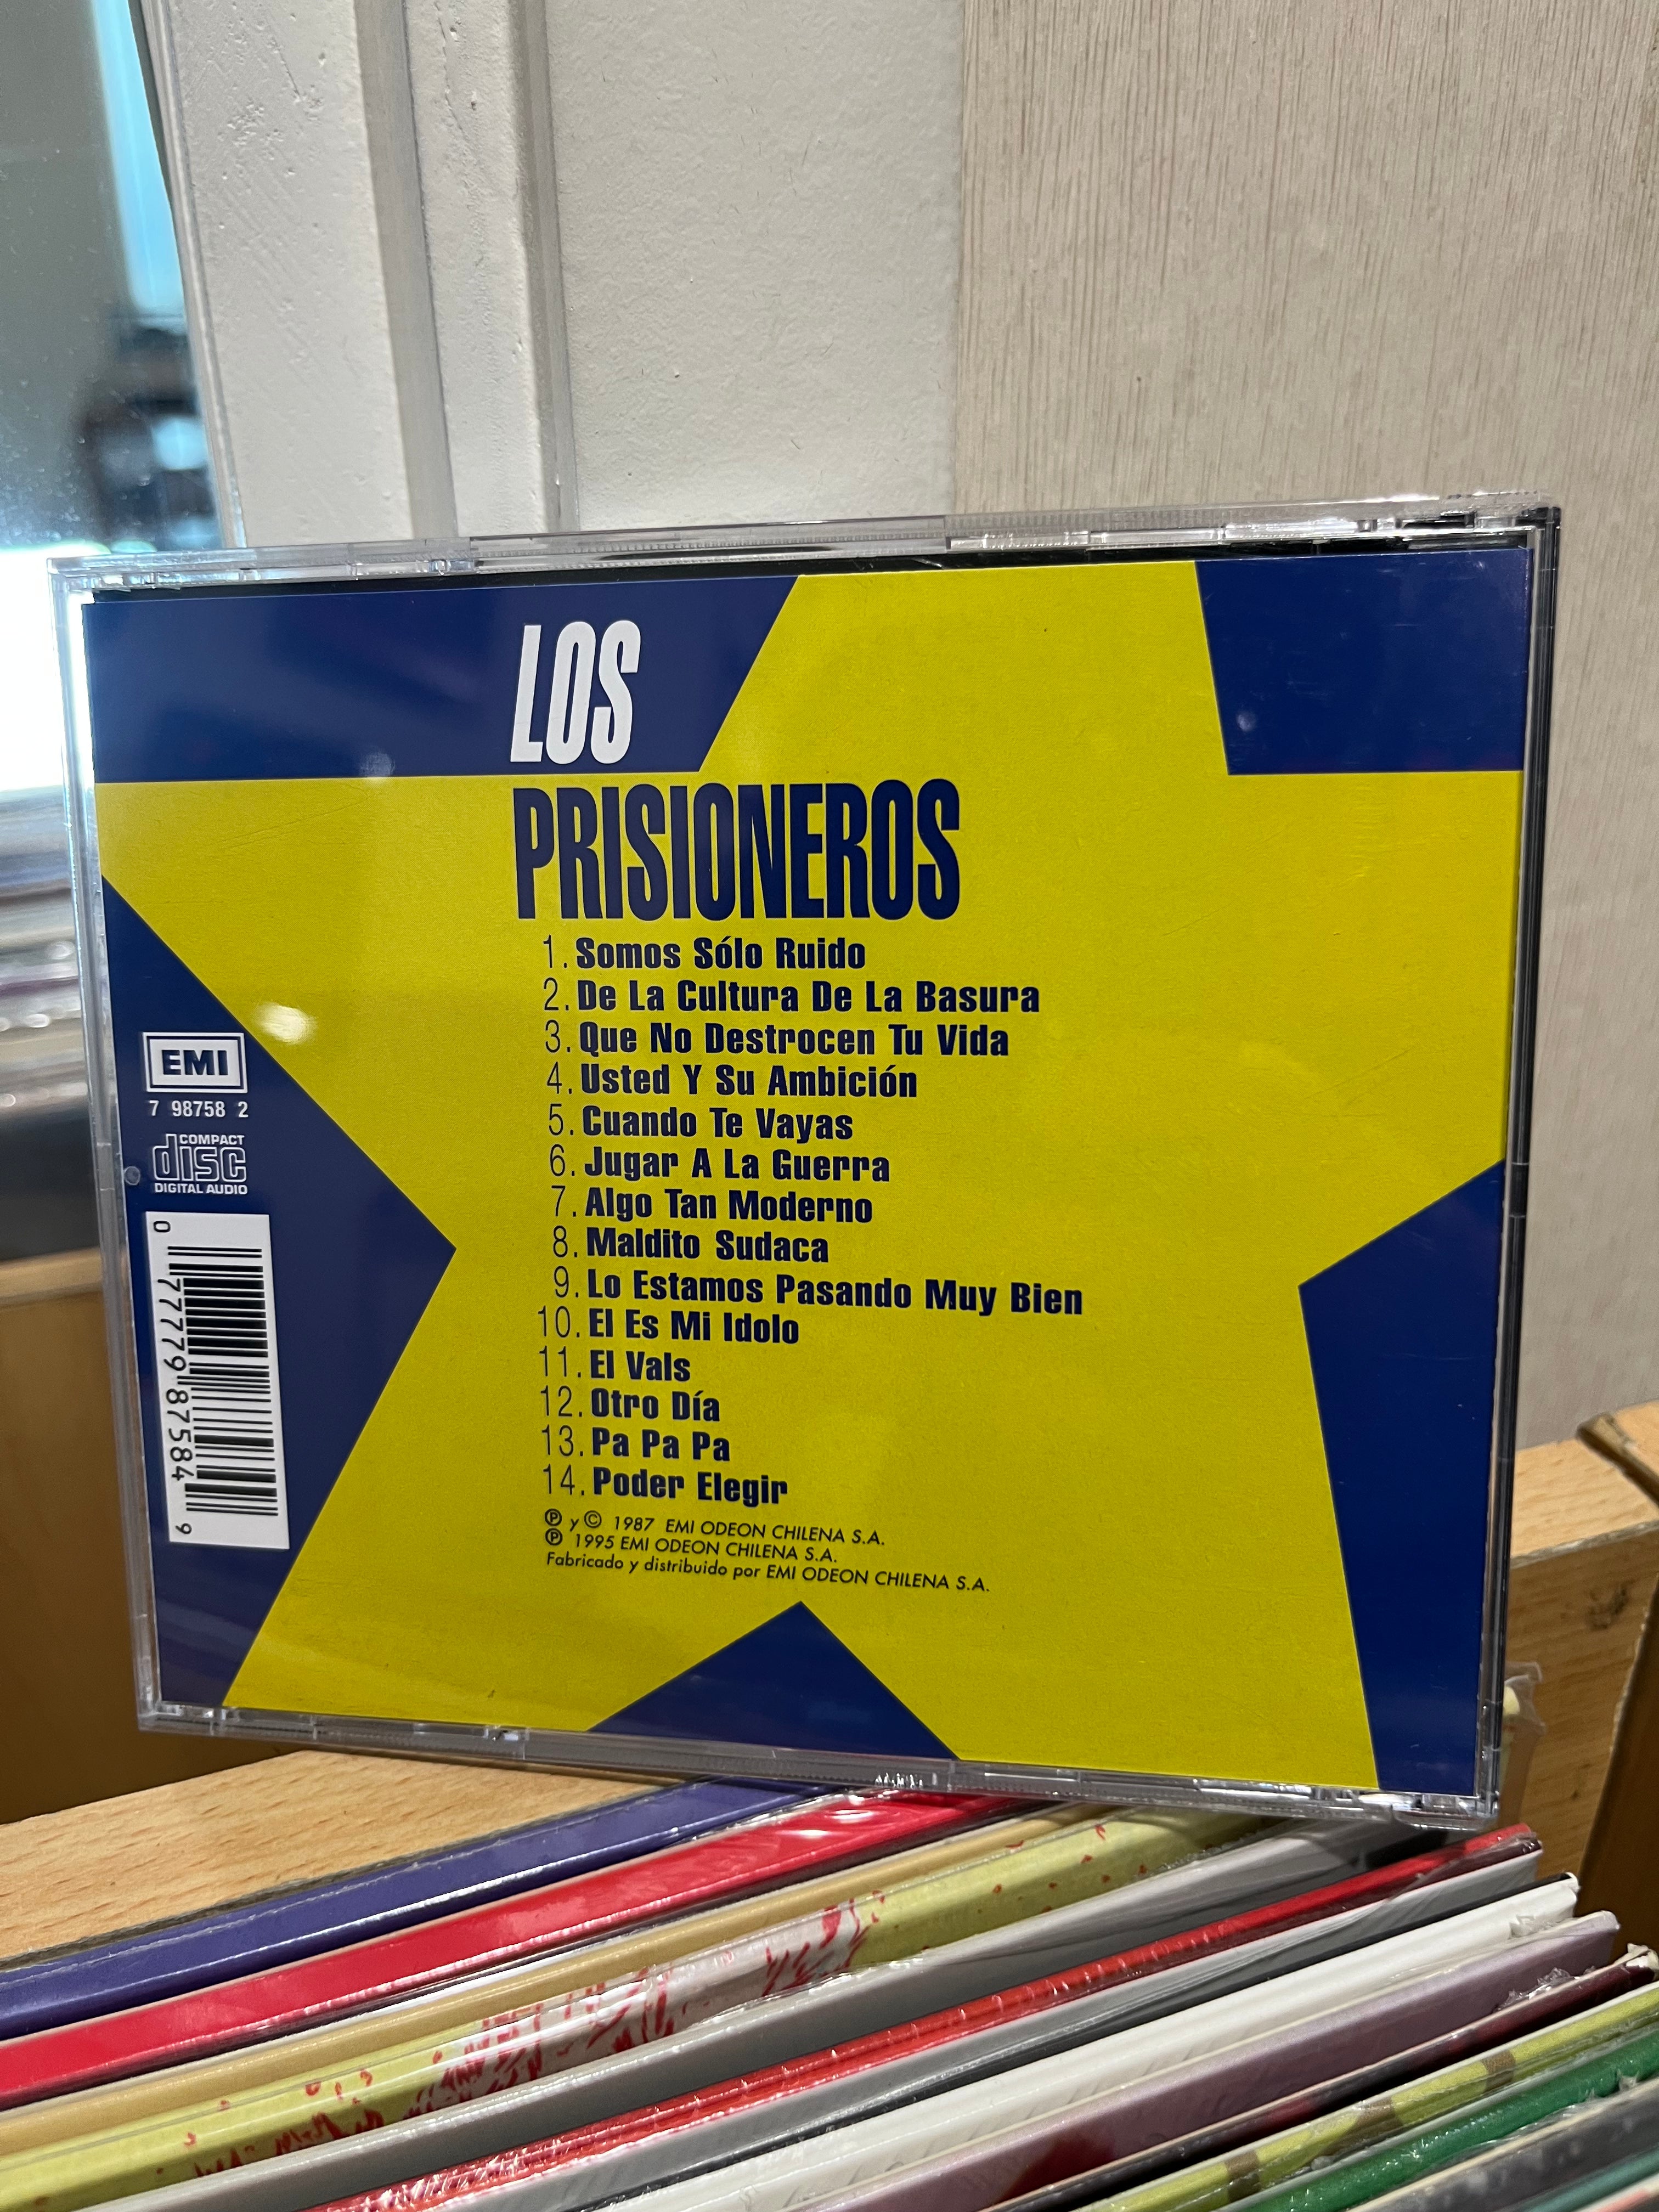 LOS
PRISIONEROS
1. Somos Sólo Ruido
2. De La Cultura De La Basura
3. Que No Destrocen Tu Vida
4. Usted Y Su Ambición
5. Cuando Te Vayas
6. Jugar A La Guerra
7. Algo Tan Moderno
8. Maldito Sudaca
9. Lo Estamos Pasando Muy Bien
10. El Es Mi Idolo
11. El Vals
12. Otro Día
13. Pa Pa Pa
14. Poder Elegir
℗ y © 1987 EMI ODEON CHILENA S.A.
℗ 1995 EMI ODEON CHILENA S.A.
Fabricado y distribuido por EMI ODEON CHILENA S.A.
EMI
7 98758 2
COMPACT
disc
DIGITAL AUDIO
0 77779 87584 9